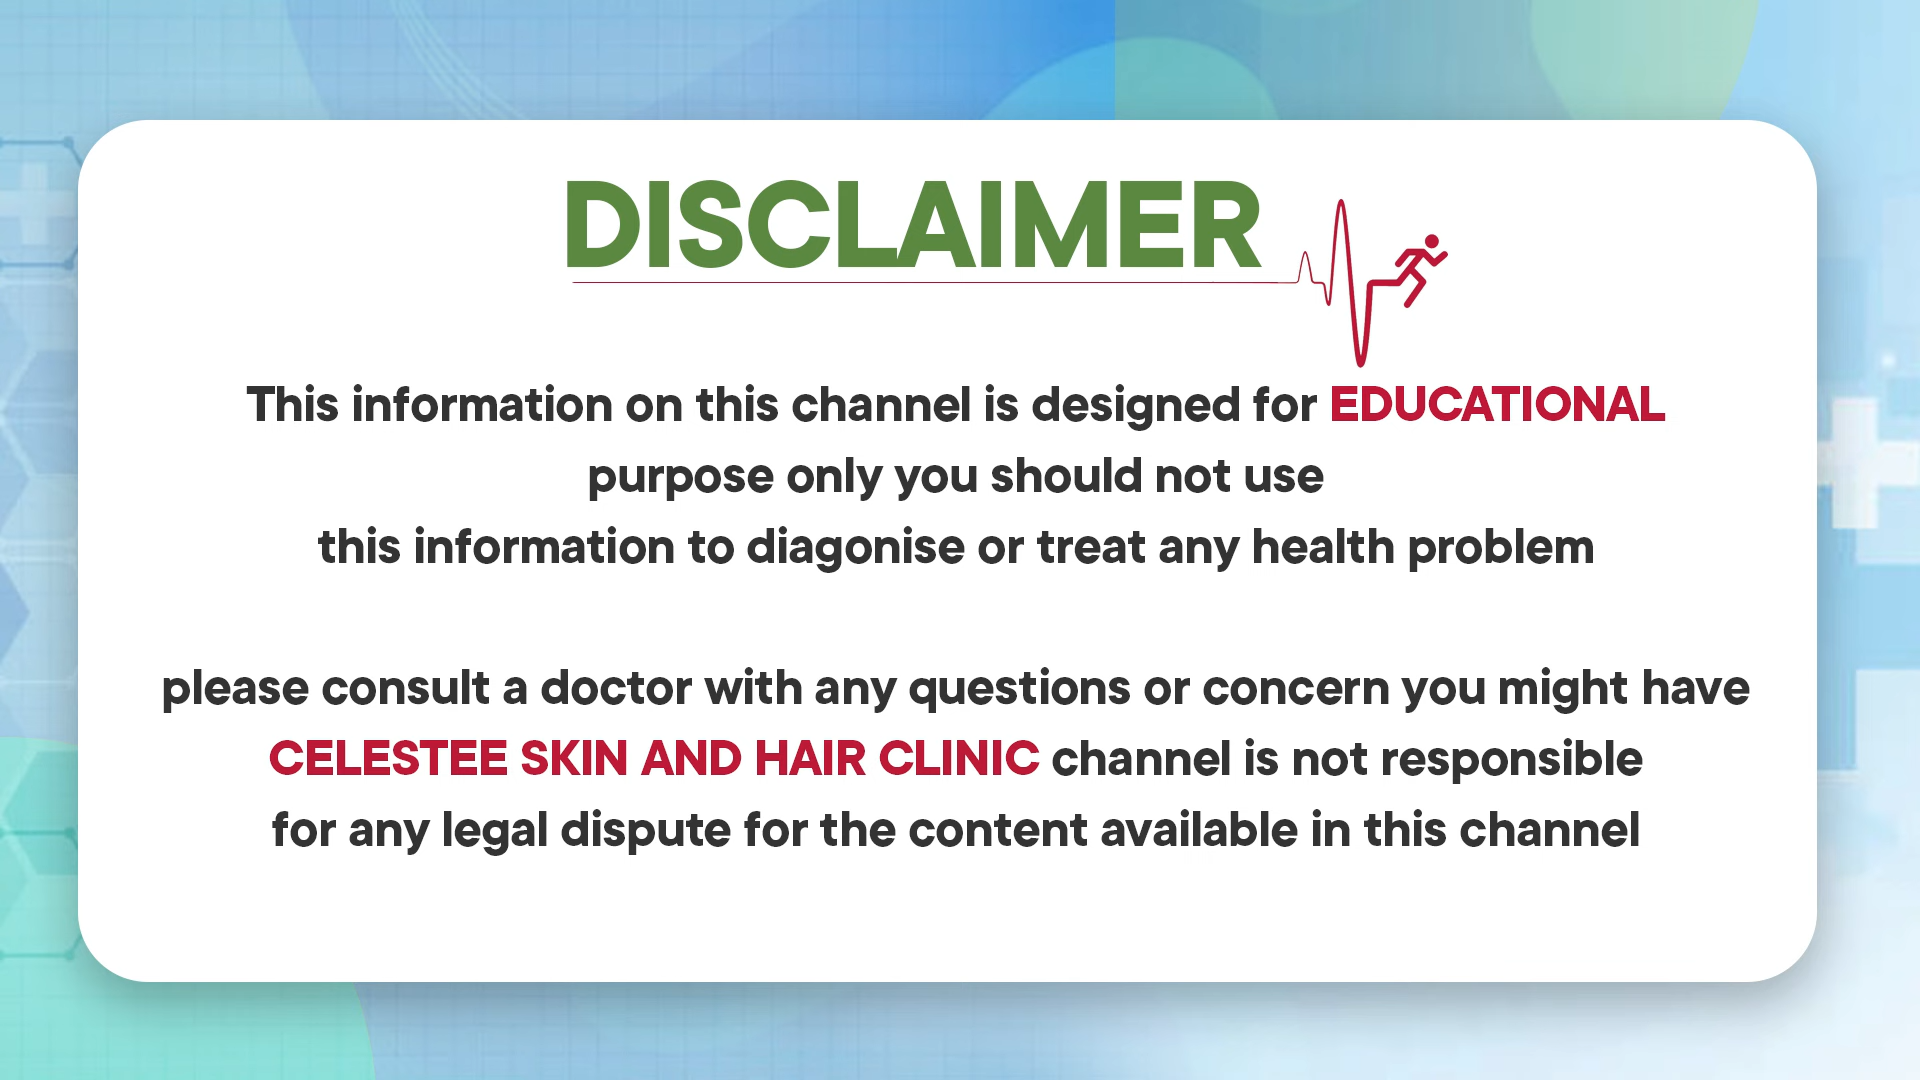 DISCLAIMER
This information on this channel is designed for EDUCATIONAL
purpose only you should not use
this information to diagonise or treat any health problem
please consult a doctor with any questions or concern you might have
CELESTEE SKIN AND HAIR CLINIC channel is not responsible
for any legal dispute for the content available in this channel